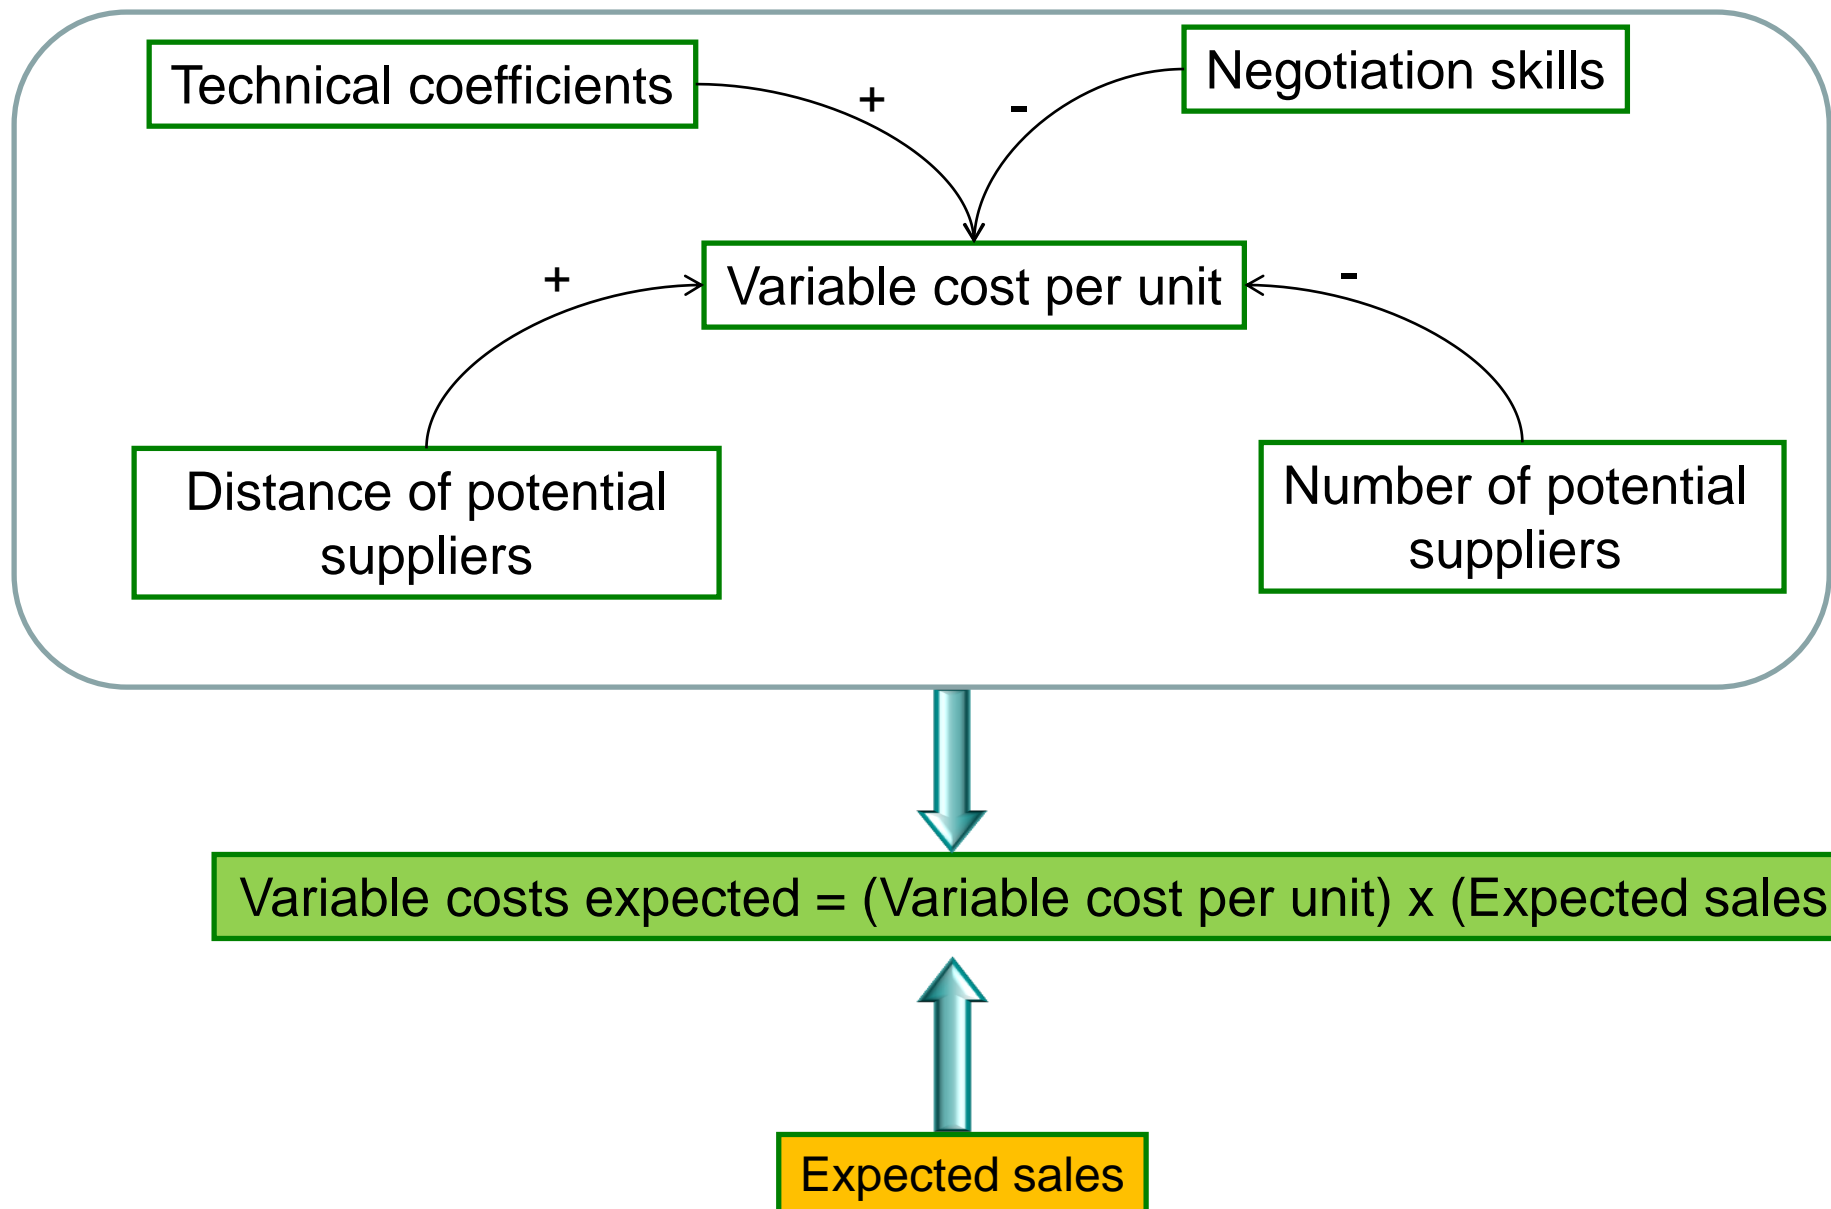 Technical coefficients
Negotiation skills
+
-
Variable cost per unit
+
-
Distance of potential
suppliers
Number of potential
suppliers
Variable costs expected = (Variable cost per unit) x (Expected sales
Expected sales